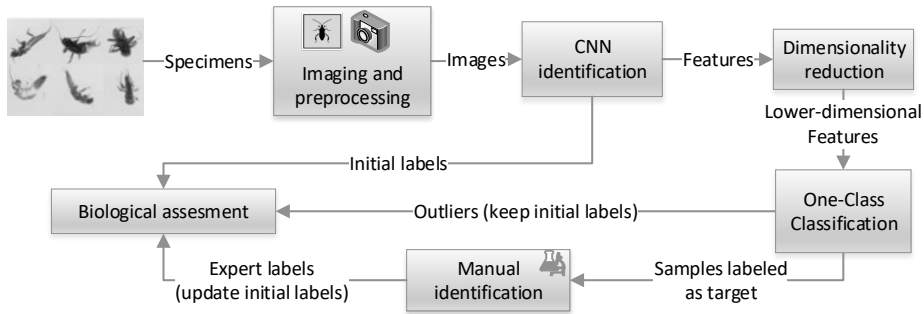 Specimens
Imaging and
preprocessing
Images
CNN
identification
Features
Dimensionality
reduction
Lower-dimensional
Features
Initial labels
Biological assesment
Outliers (keep initial labels)
One-Class
Classification
Expert labels
(update initial labels)
Manual
identification
Samples labeled
as target